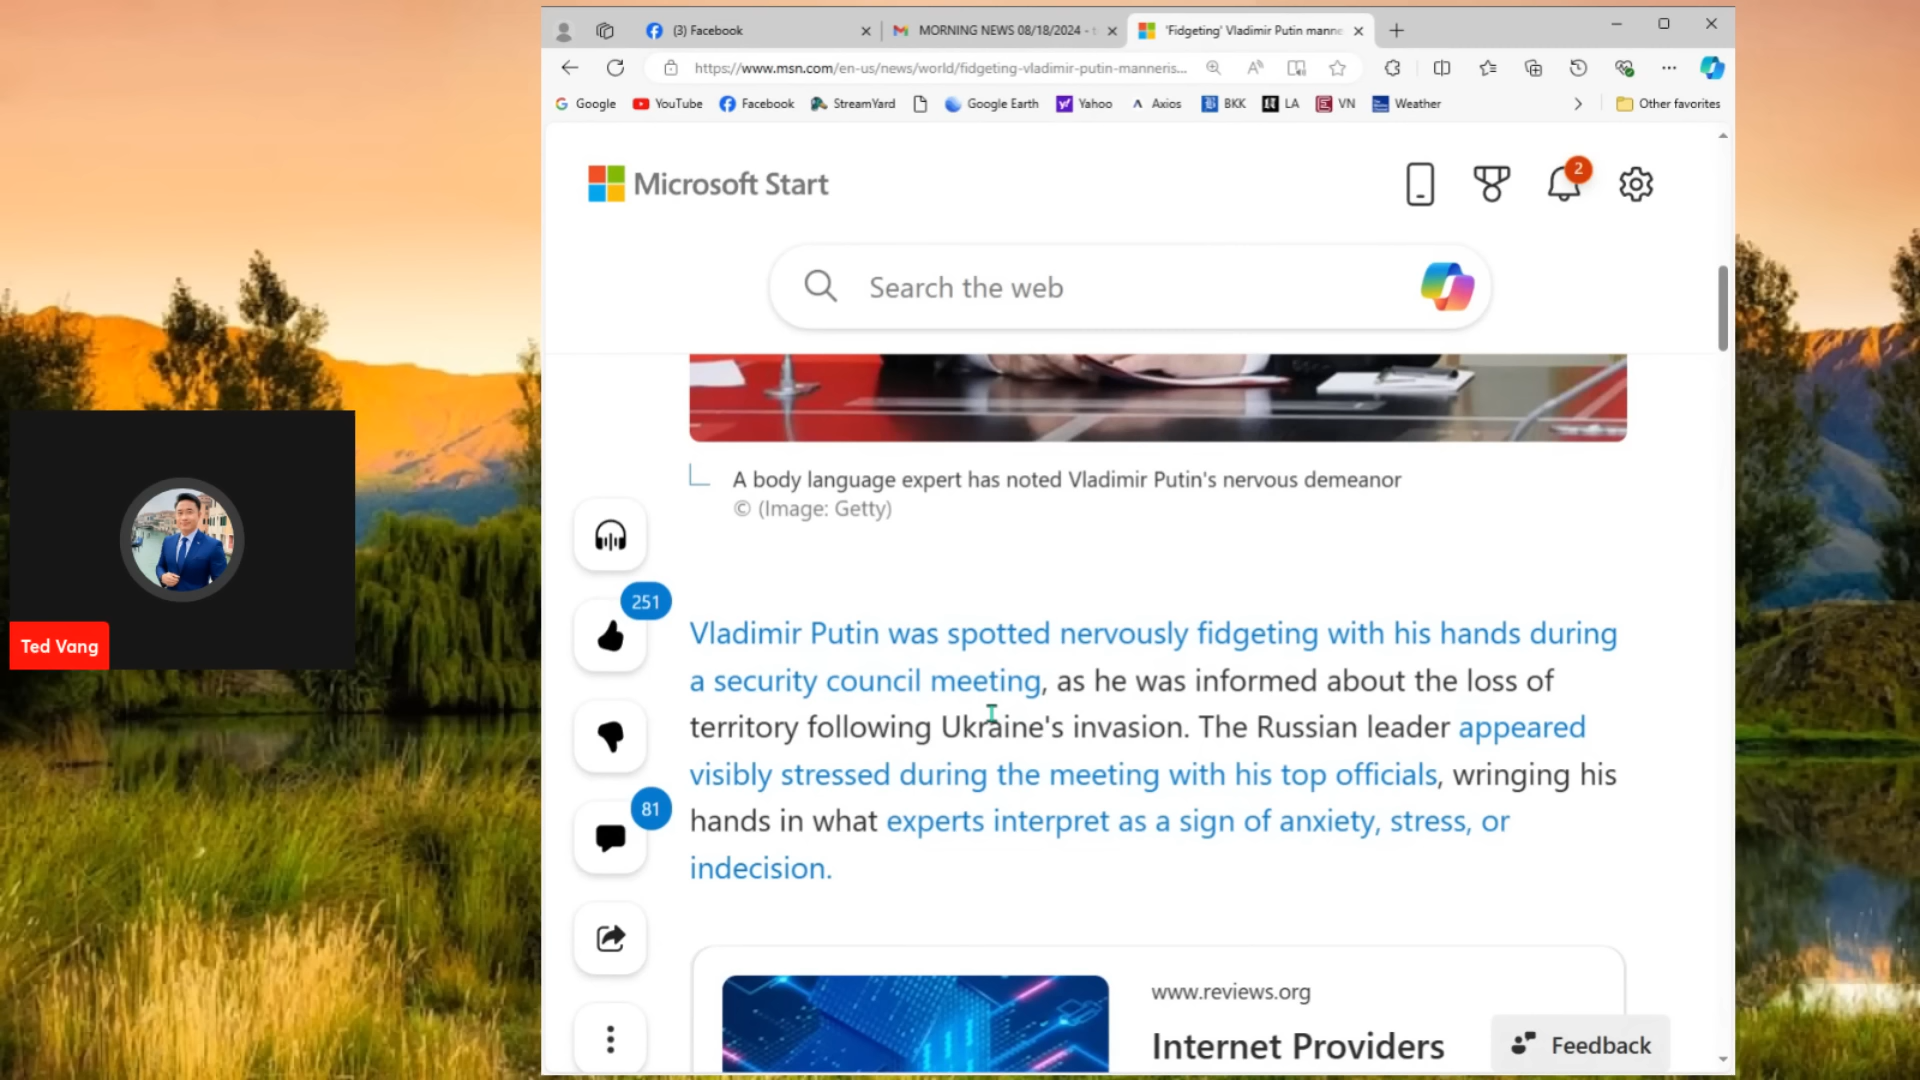 (3) Facebook
MORNING NEWS 08/18/2024 - t
'Fidgeting' Vladimir Putin manne
https://www.msn.com/en-us/news/world/fidgeting-vladimir-putin-manneris...
Google YouTube Facebook StreamYard Google Earth Yahoo Axios BKK LA VN Weather Other favorites
Microsoft Start
2
Search the web
A body language expert has noted Vladimir Putin's nervous demeanor
© (Image: Getty)
251
Vladimir Putin was spotted nervously fidgeting with his hands during
a security council meeting, as he was informed about the loss of
territory following Ukraine's invasion. The Russian leader appeared
visibly stressed during the meeting with his top officials, wringing his
hands in what experts interpret as a sign of anxiety, stress, or
indecision.
81
Ted Vang
www.reviews.org
Internet Providers
Feedback